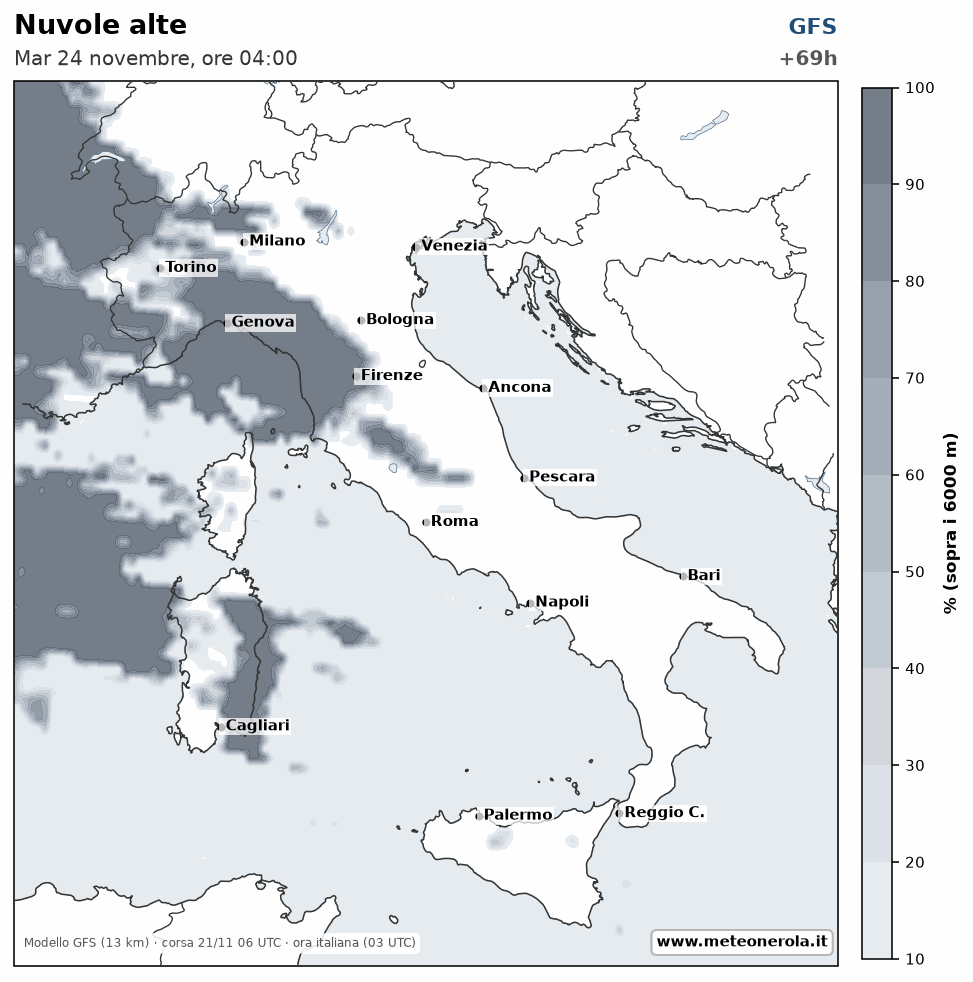 Nuvole alte
GFS
Mar 24 novembre, ore 04:00
+69h
100
90
80
70
60
50
40
30
20
10
% (sopra i 6000 m)
Milano
Venezia
Torino
Genova
Bologna
Firenze
Ancona
Pescara
Roma
Bari
Napoli
Cagliari
Palermo
Reggio C.
Modello GFS (13 km) · corsa 21/11 06 UTC · ora italiana (03 UTC)
www.meteonerola.it